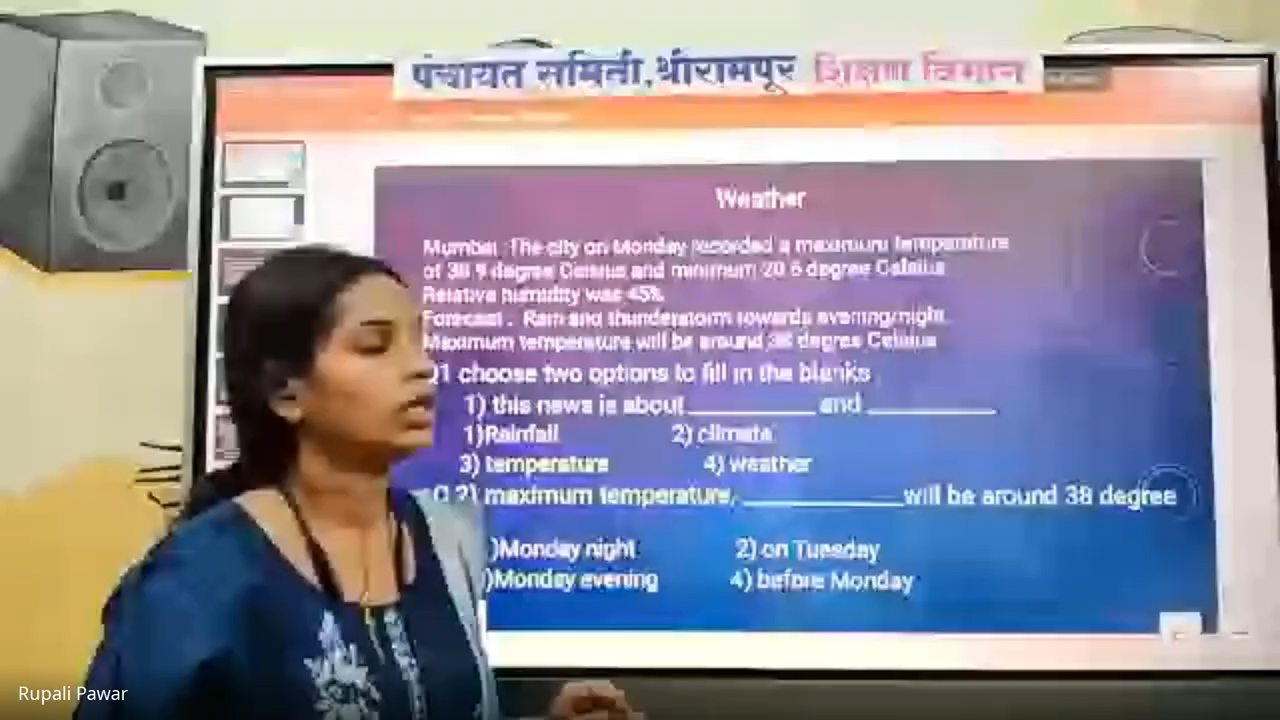 पंचायत समिती,श्रीरामपूर शिक्षण विभाग
Weather
Mumbai :The city on Monday recorded a maximum temperature
of 38.9 degree Celsius and minimum 20.6 degree Celsius
Relative humidity was 45%
Forecast : Rain and thunderstorm towards evening/night.
Maximum temperature will be around 38 degree Celsius
Q1 choose two options to fill in the blanks
1) this news is about __________ and __________
1)Rainfall 2) climate
3) temperature 4) weather
Q 2) maximum temperature, ____________ will be around 38 degree
)Monday night 2) on Tuesday
)Monday evening 4) before Monday
Rupali Pawar